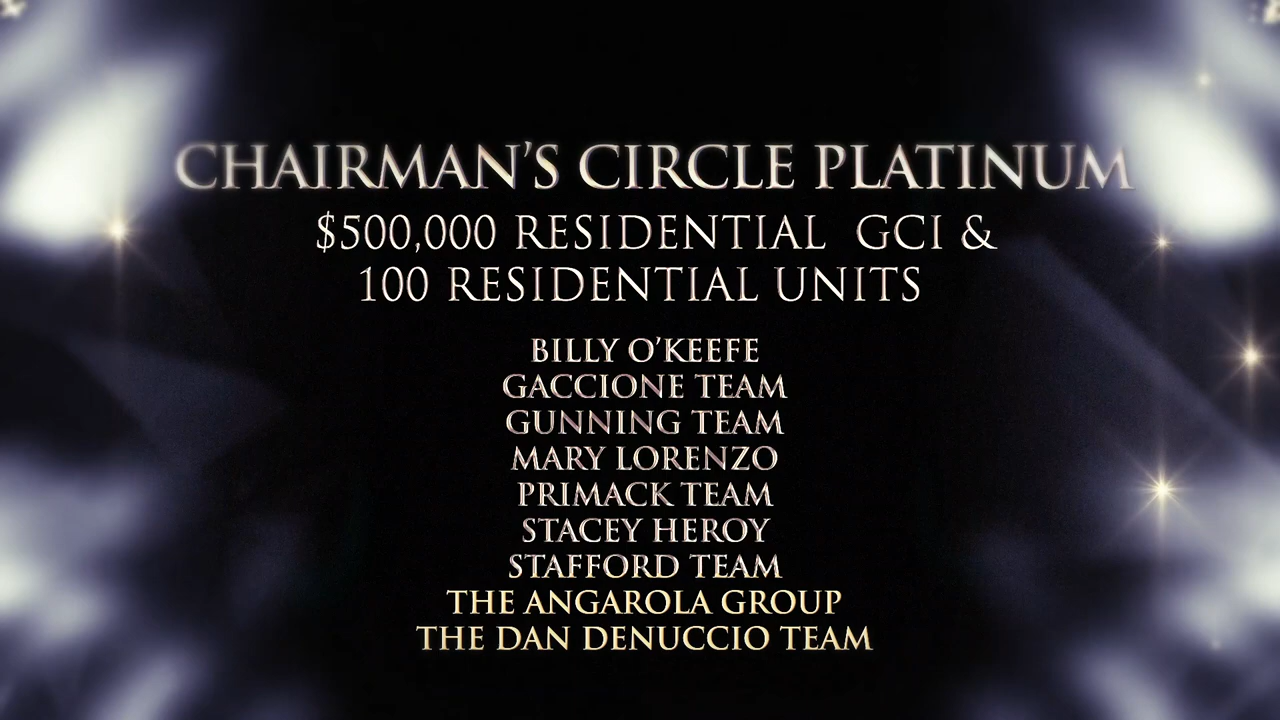 CHAIRMAN'S CIRCLE PLATINUM
$500,000 RESIDENTIAL GCI &
100 RESIDENTIAL UNITS
BILLY O'KEEFE
GACCIONE TEAM
GUNNING TEAM
MARY LORENZO
PRIMACK TEAM
STACEY HEROY
STAFFORD TEAM
THE ANGAROLA GROUP
THE DAN DENUCCIO TEAM